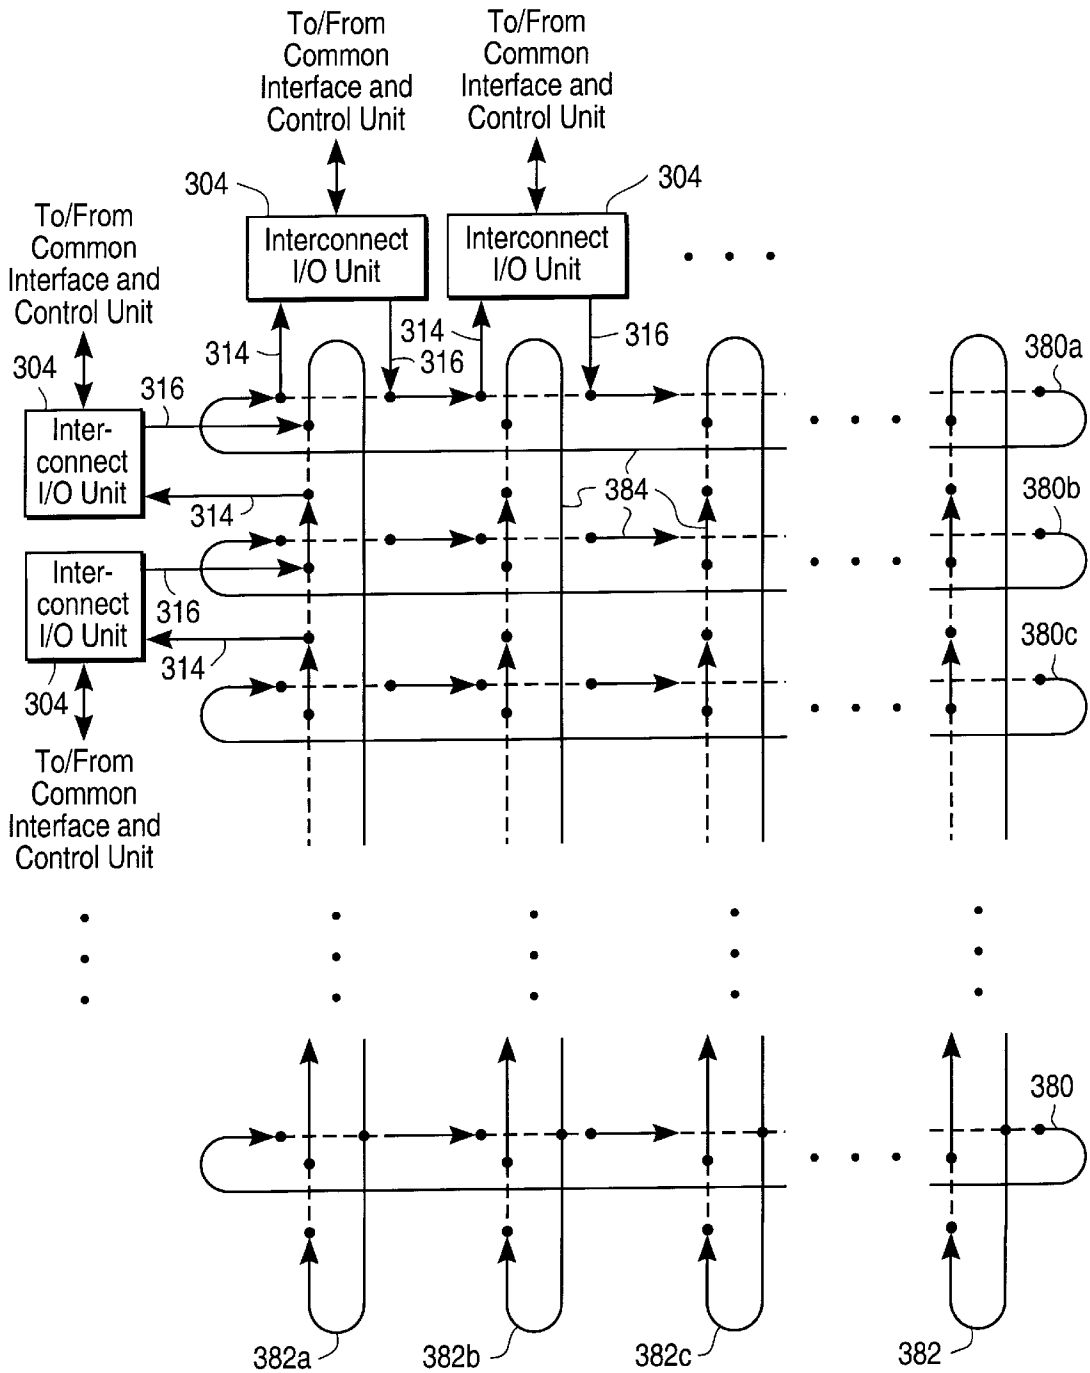 To/From
Common
Interface and
Control Unit
To/From
Common
Interface and
Control Unit
304
Interconnect
I/O Unit
304
Interconnect
I/O Unit
To/From
Common
Interface and
Control Unit
304
Inter-
connect
I/O Unit
316
314
314
316
314
316
380a
384
380b
Inter-
connect
I/O Unit
316
314
304
380c
To/From
Common
Interface and
Control Unit
380
382a
382b
382c
382